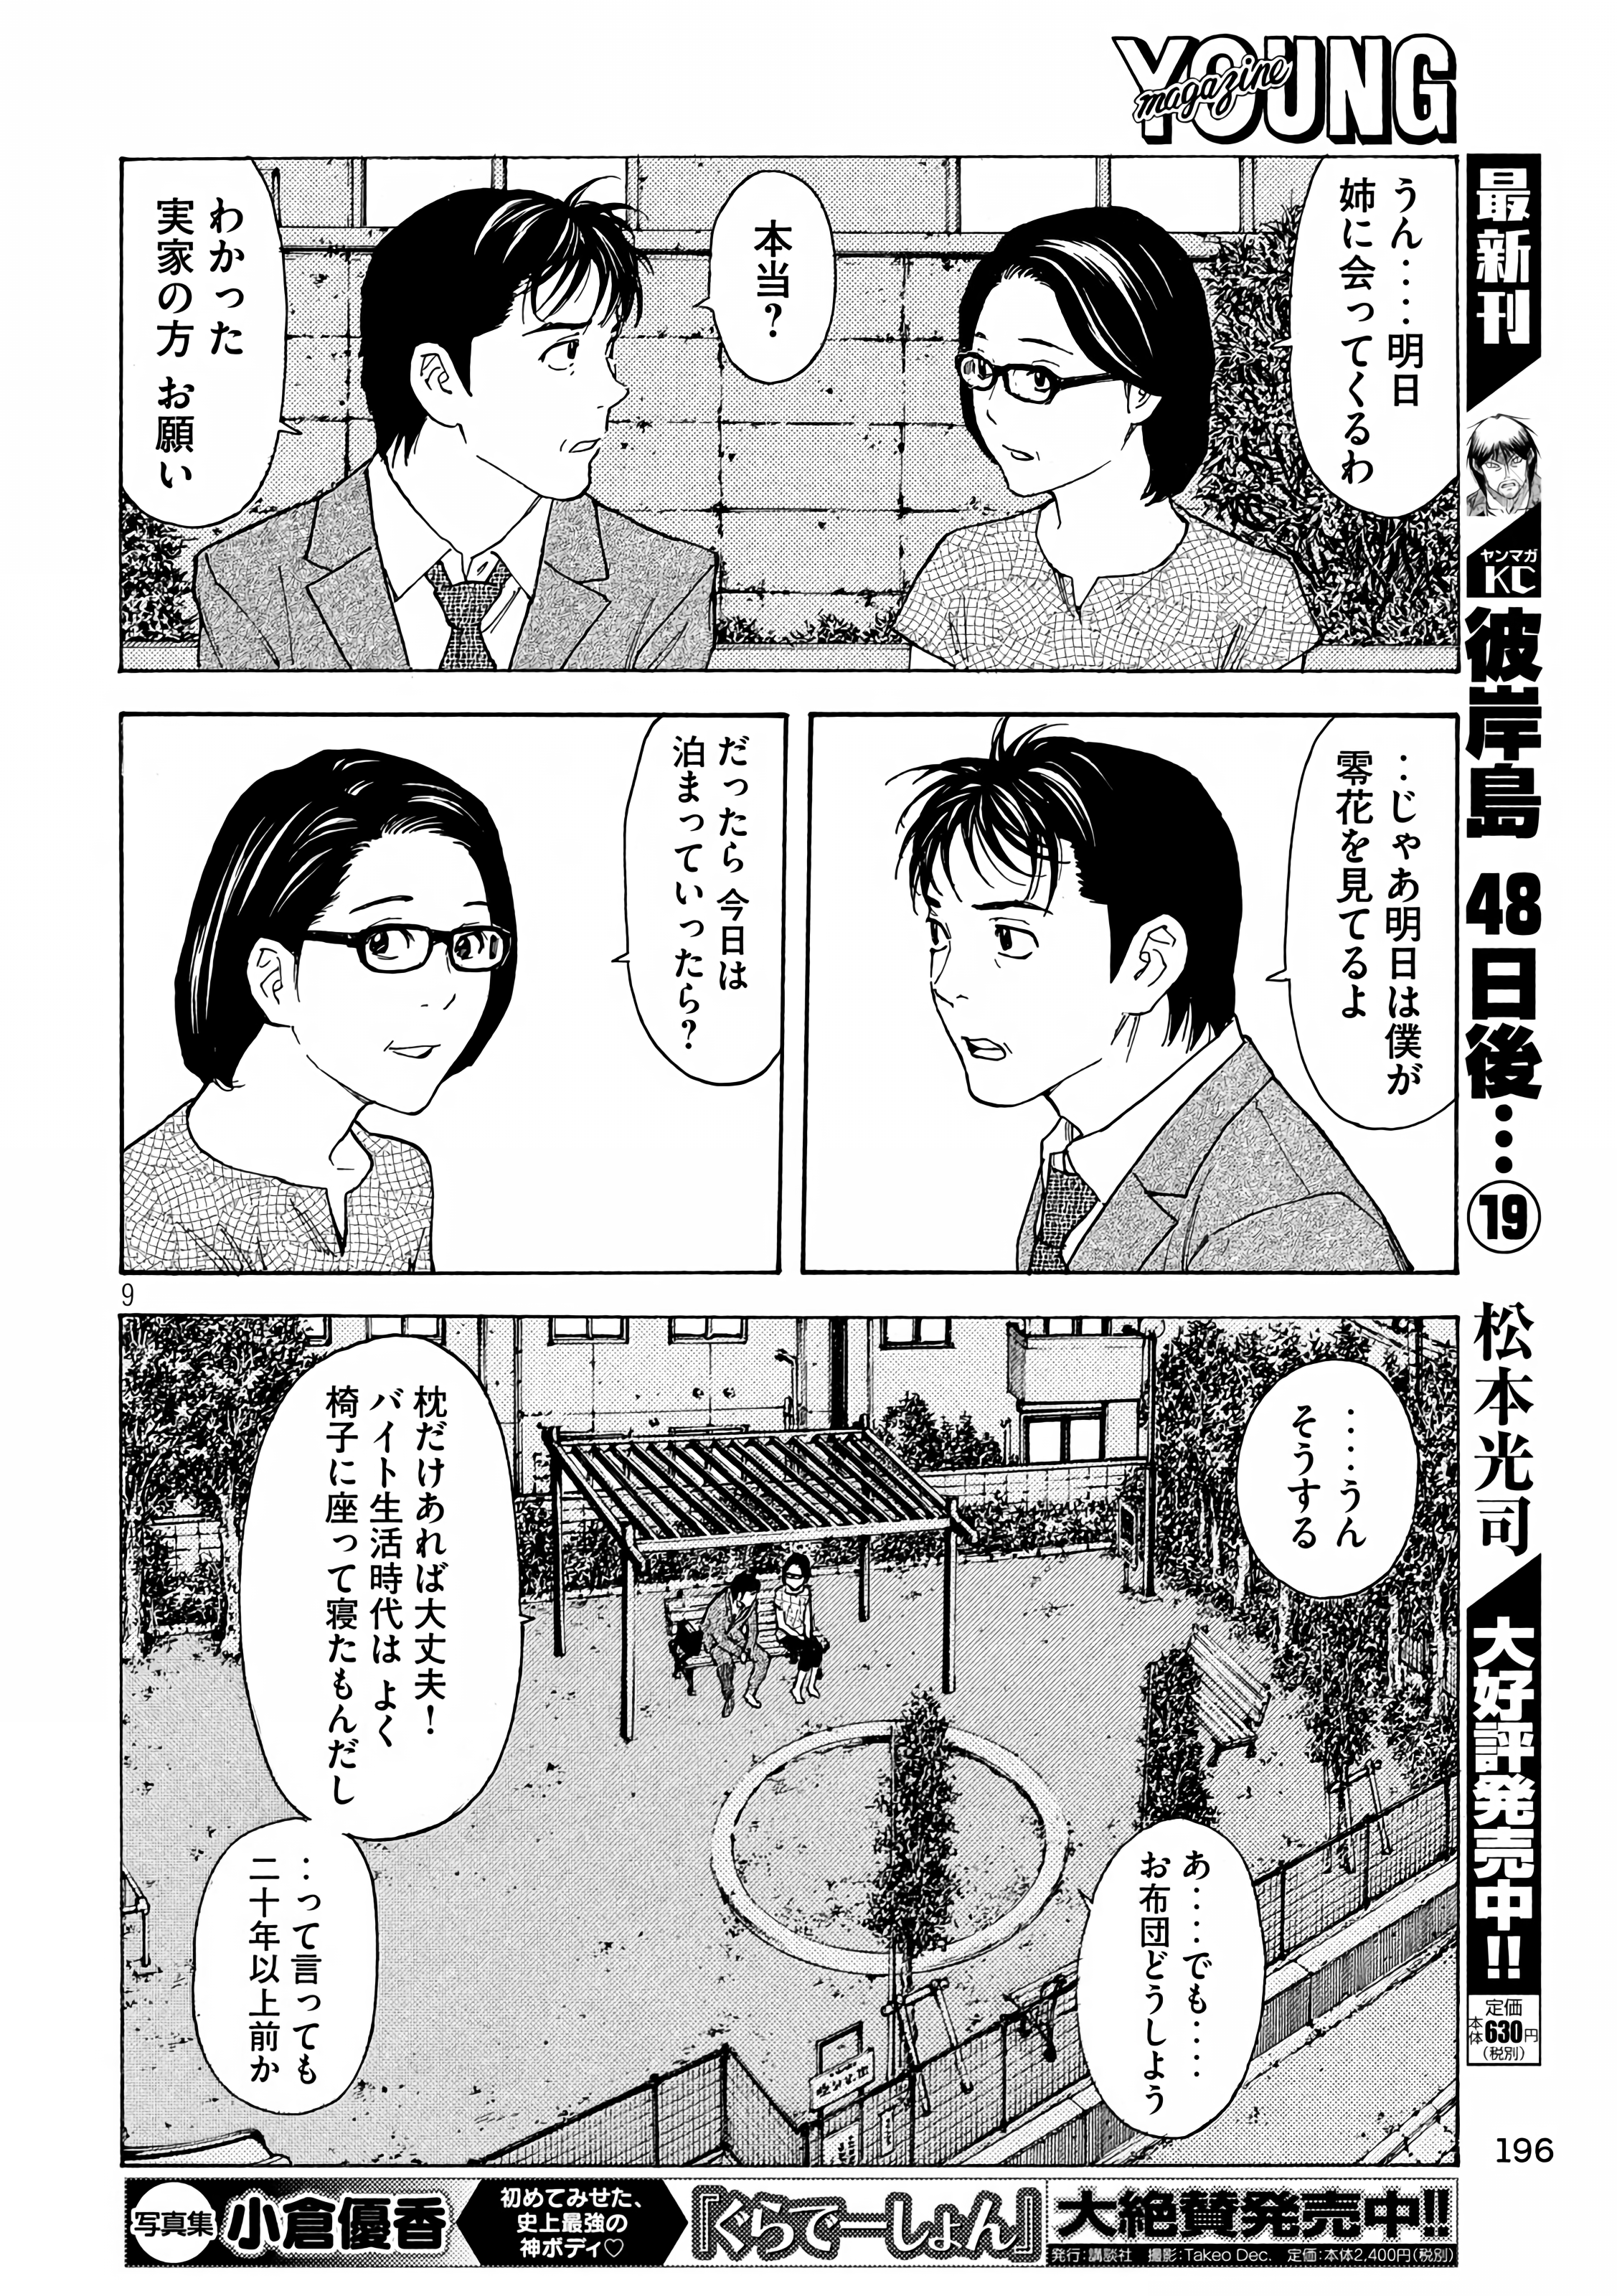 YOUNG
magazine
うん‥‥明日
姉に会ってくるわ
本当?
わかった
実家の方 お願い
‥じゃあ明日は僕が
零花を見てるよ
だったら 今日は
泊まっていったら?
9
‥‥うん
そうする
あ‥‥でも‥‥
お布団どうしよう
枕だけあれば大丈夫!
バイト生活時代は よく
椅子に座って寝たもんだし
‥って言っても
二十年以上前か
最新刊
ヤンマガ
KC
彼岸島 48日後…⑲
松本光司
大好評発売中!!
定価
本体630円
(税別)
196
写真集
小倉優香
初めてみせた、
史上最強の
神ボディ♡
『ぐらでーしょん』
大絶賛発売中!!
発行:講談社 撮影:Takeo Dec. 定価:本体2,400円(税別)